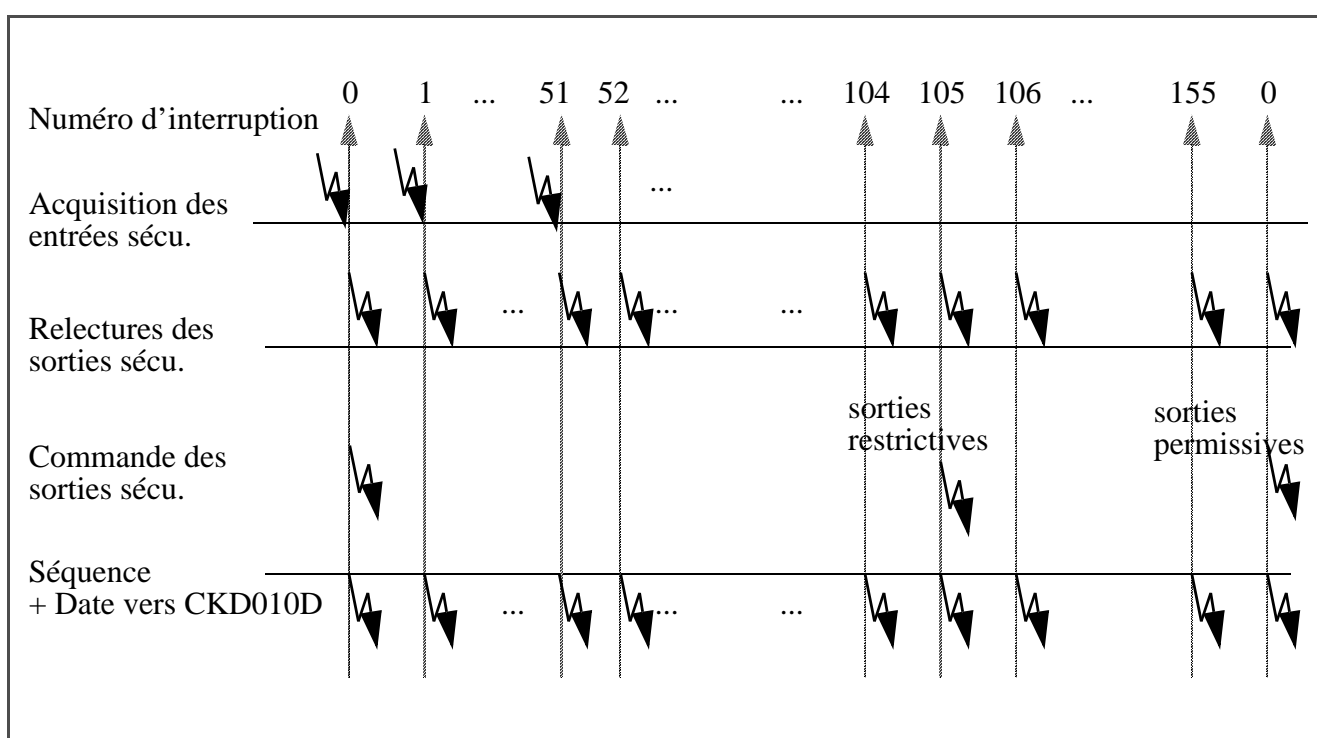 0 1 ... 51 52 ... ... 104 105 106 ... 155 0
Numéro d'interruption
...
Acquisition des
entrées sécu.
... ... ...
Relectures des
sorties sécu.
sorties
restrictives
sorties
permissives
Commande des
sorties sécu.
Séquence
+ Date vers CKD010D
... ... ...